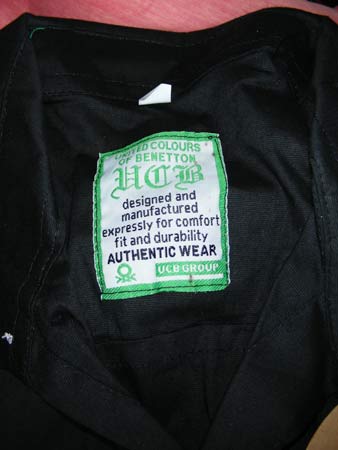 UNITED COLOURS
OF BENETTON
UCB
designed and
manufactured
expressly for comfort
fit and durability
AUTHENTIC WEAR
UCB GROUP